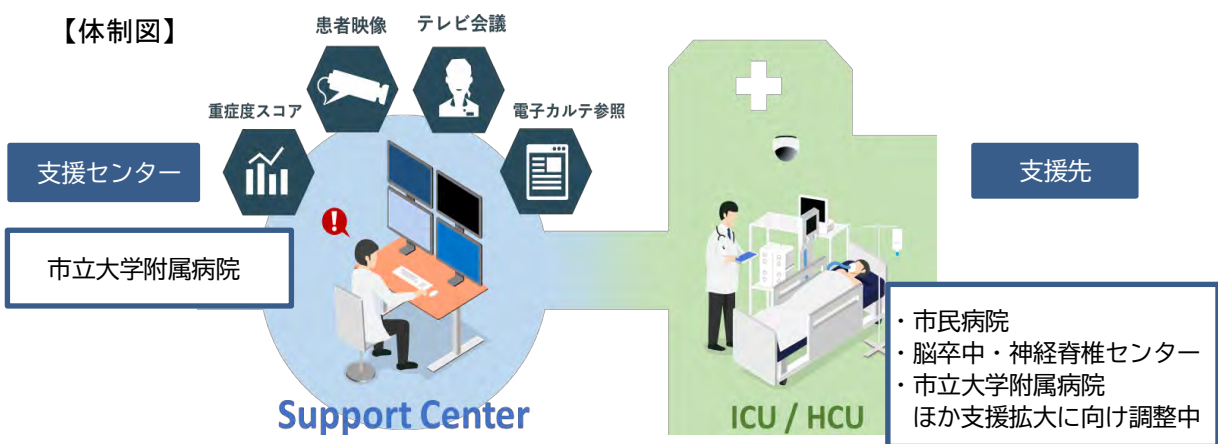 【体制図】
患者映像
テレビ会議
重症度スコア
電子カルテ参照
支援センター
市立大学附属病院
Support Center
ICU / HCU
支援先
・市民病院
・脳卒中・神経脊椎センター
・市立大学附属病院
ほか支援拡大に向け調整中